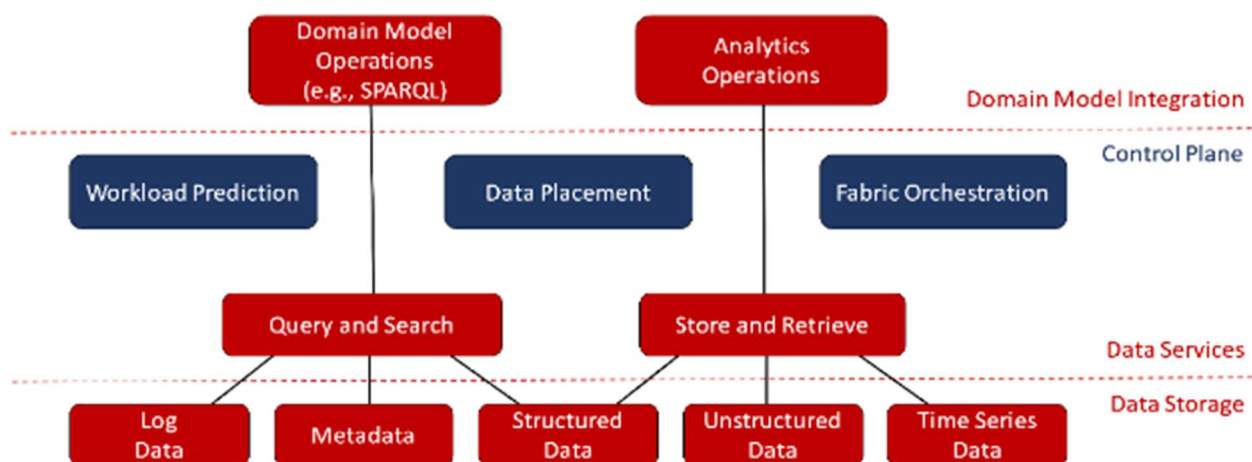 Domain Model
Operations
(e.g., SPARQL)
Analytics
Operations
Domain Model Integration
Control Plane
Workload Prediction
Data Placement
Fabric Orchestration
Query and Search
Store and Retrieve
Data Services
Data Storage
Log
Data
Metadata
Structured
Data
Unstructured
Data
Time Series
Data